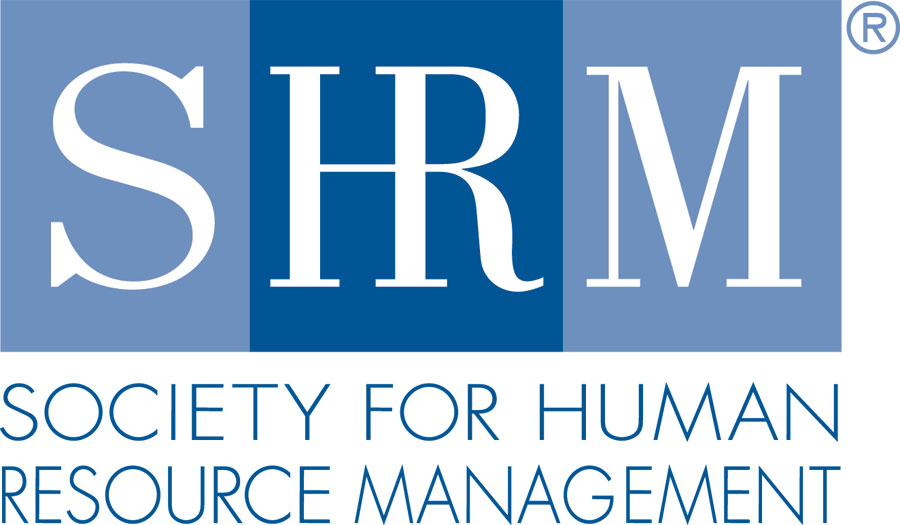 SHRM®
SOCIETY FOR HUMAN
RESOURCE MANAGEMENT